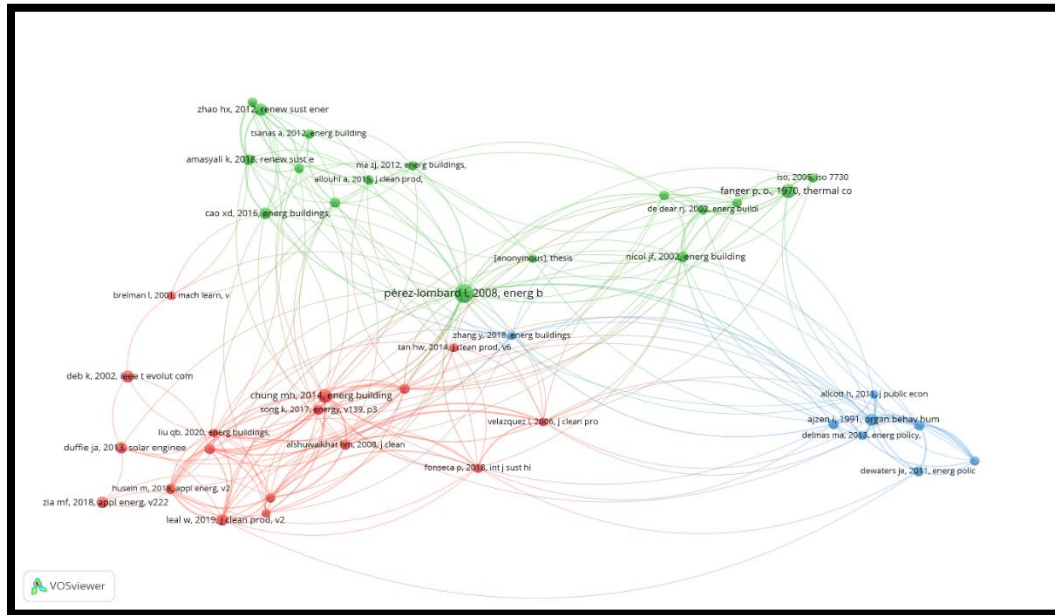 zhao hx, 2012, renew sust ener
tsanas a, 2012, energ building
amasyali k, 2018, renew sust e
ma zj, 2012, energ buildings,
allouhi a, 2015, j clean prod,
iso, 2005, iso 7730
fanger p. o., 1970, thermal co
cao xd, 2016, energ buildings,
de dear rj, 2002, energ buildi
nicol jf, 2002, energ building
[anonymous], thesis
breiman l, 2001, mach learn, v
pérez-lombard l, 2008, energ b
zhang y, 2018, energ buildings
tan hw, 2014, j clean prod, v6
deb k, 2002, ieee t evolut com
chung mh, 2014, energ building
allcott h, 2011, j public econ
song k, 2017, energy, v139, p3
velazquez l, 2006, j clean pro
ajzen i, 1991, organ behav hum
liu qb, 2020, energ buildings,
delmas ma, 2013, energ policy,
duffie ja, 2013, solar enginee
alshuwaikhat hm, 2008, j clean
fonseca p, 2018, int j sust hi
dewaters je, 2011, energ polic
husein m, 2018, appl energ, v2
zia mf, 2018, appl energ, v222
leal w, 2019, j clean prod, v2
VOSviewer